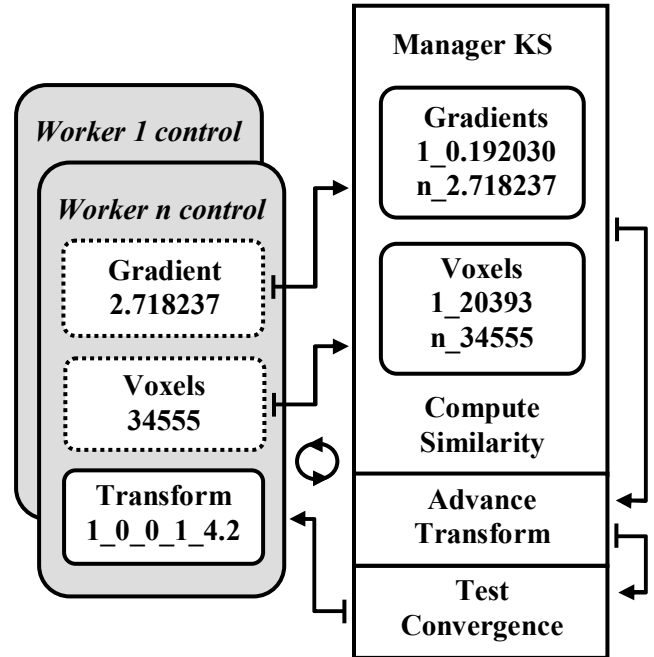 Worker 1 control
Worker n control
Gradient
2.718237
Voxels
34555
Transform
1_0_0_1_4.2
Manager KS
Gradients
1_0.192030
n_2.718237
Voxels
1_20393
n_34555
Compute
Similarity
Advance
Transform
Test
Convergence